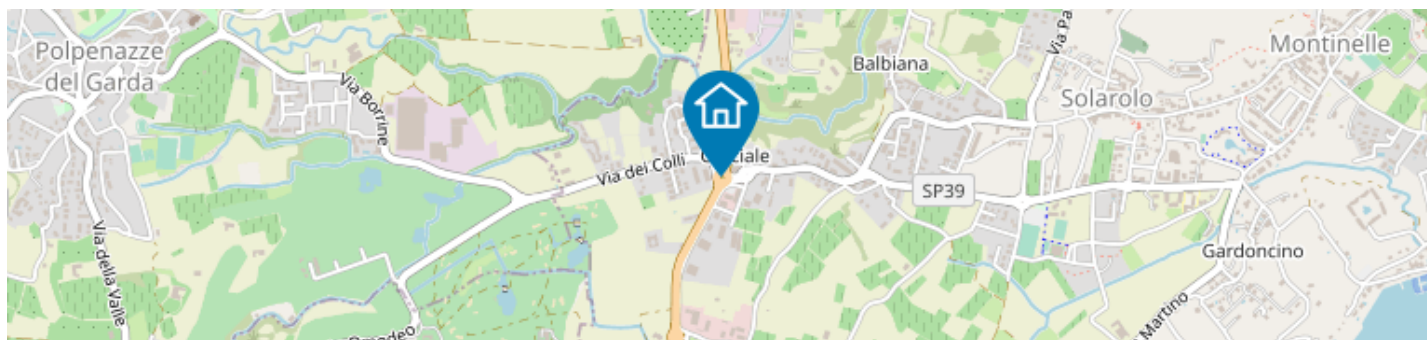 Polpenazze
del Garda
Via Borrine
Via della Valle
Via dei Colli
Balbiana
SP39
Solarolo
Montinelle
Gardoncino